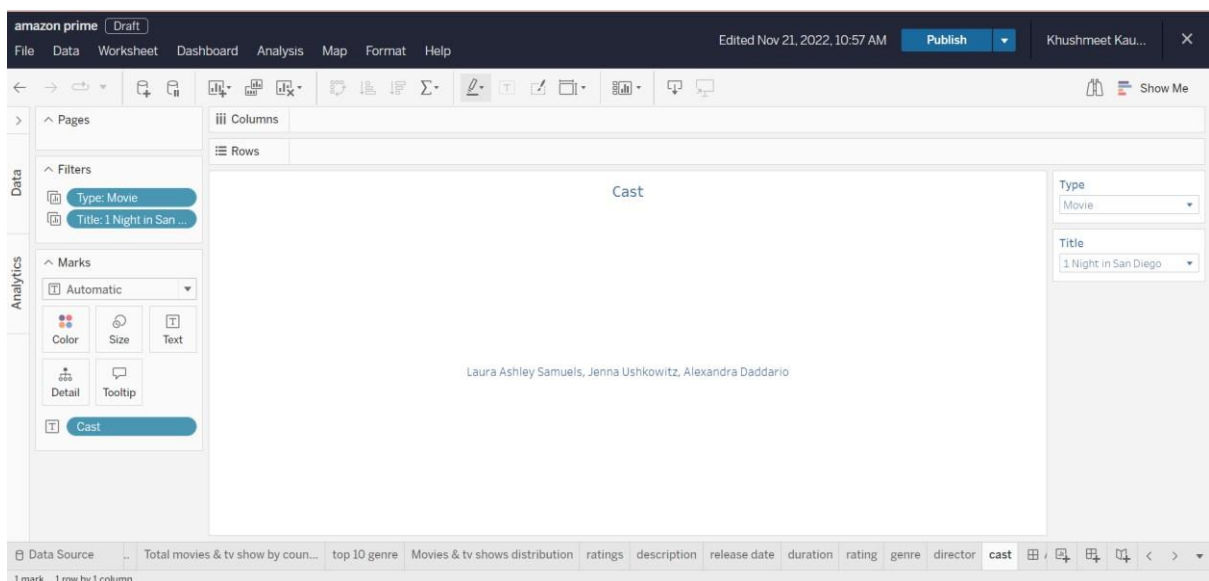 amazon prime Draft
File Data Worksheet Dashboard Analysis Map Format Help
Edited Nov 21, 2022, 10:57 AM
Publish
Khushmeet Kau...
Show Me
Data
Analytics
Pages
iii Columns
Rows
Filters
Type: Movie
Title: 1 Night in San ...
Marks
Automatic
Color Size Text
Detail Tooltip
Cast
Cast
Laura Ashley Samuels, Jenna Ushkowitz, Alexandra Daddario
Type
Movie
Title
1 Night in San Diego
Data Source .. Total movies & tv show by coun... top 10 genre Movies & tv shows distribution ratings description release date duration rating genre director cast
1 mark 1 row by 1 column